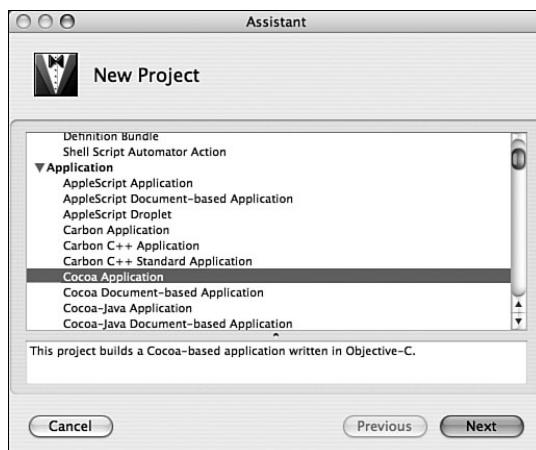 Assistant
New Project
Definition Bundle
Shell Script Automator Action
Application
AppleScript Application
AppleScript Document-based Application
AppleScript Droplet
Carbon Application
Carbon C++ Application
Carbon C++ Standard Application
Cocoa Application
Cocoa Document-based Application
Cocoa-Java Application
Cocoa-Java Document-based Application
This project builds a Cocoa-based application written in Objective-C.
Cancel
Previous
Next